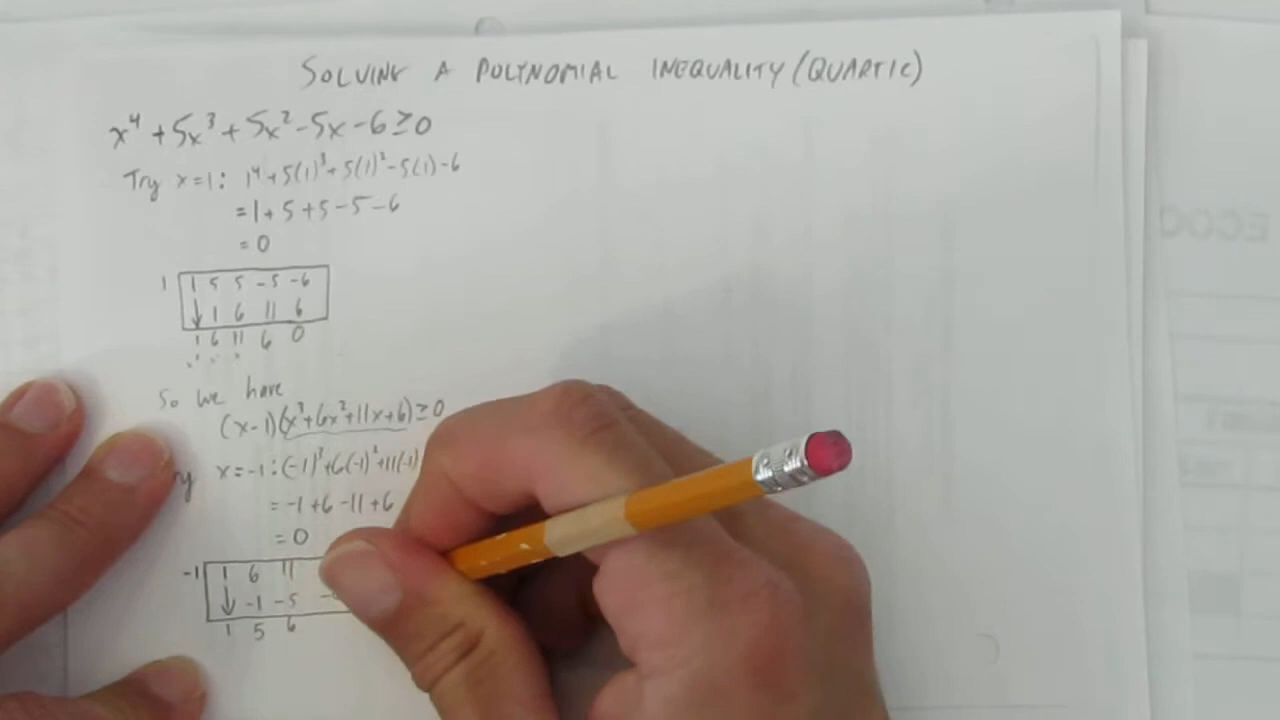 SOLVING A POLYNOMIAL INEQUALITY (QUARTIC)
x⁴ + 5x³ + 5x² - 5x - 6 ≥ 0
Try x=1: 1⁴ + 5(1)³ + 5(1)² - 5(1) - 6
= 1 + 5 + 5 - 5 - 6
= 0
1 1 5 5 -5 -6
↓ 1 6 11 6
1 6 11 6 0
So we have
(x-1)(x³+6x²+11x+6) ≥ 0
x=-1: (-1)³+6(-1)²+11(-1)
= -1 + 6 - 11 + 6
= 0
-1 1 6 11
↓ -1 -5
1 5 6